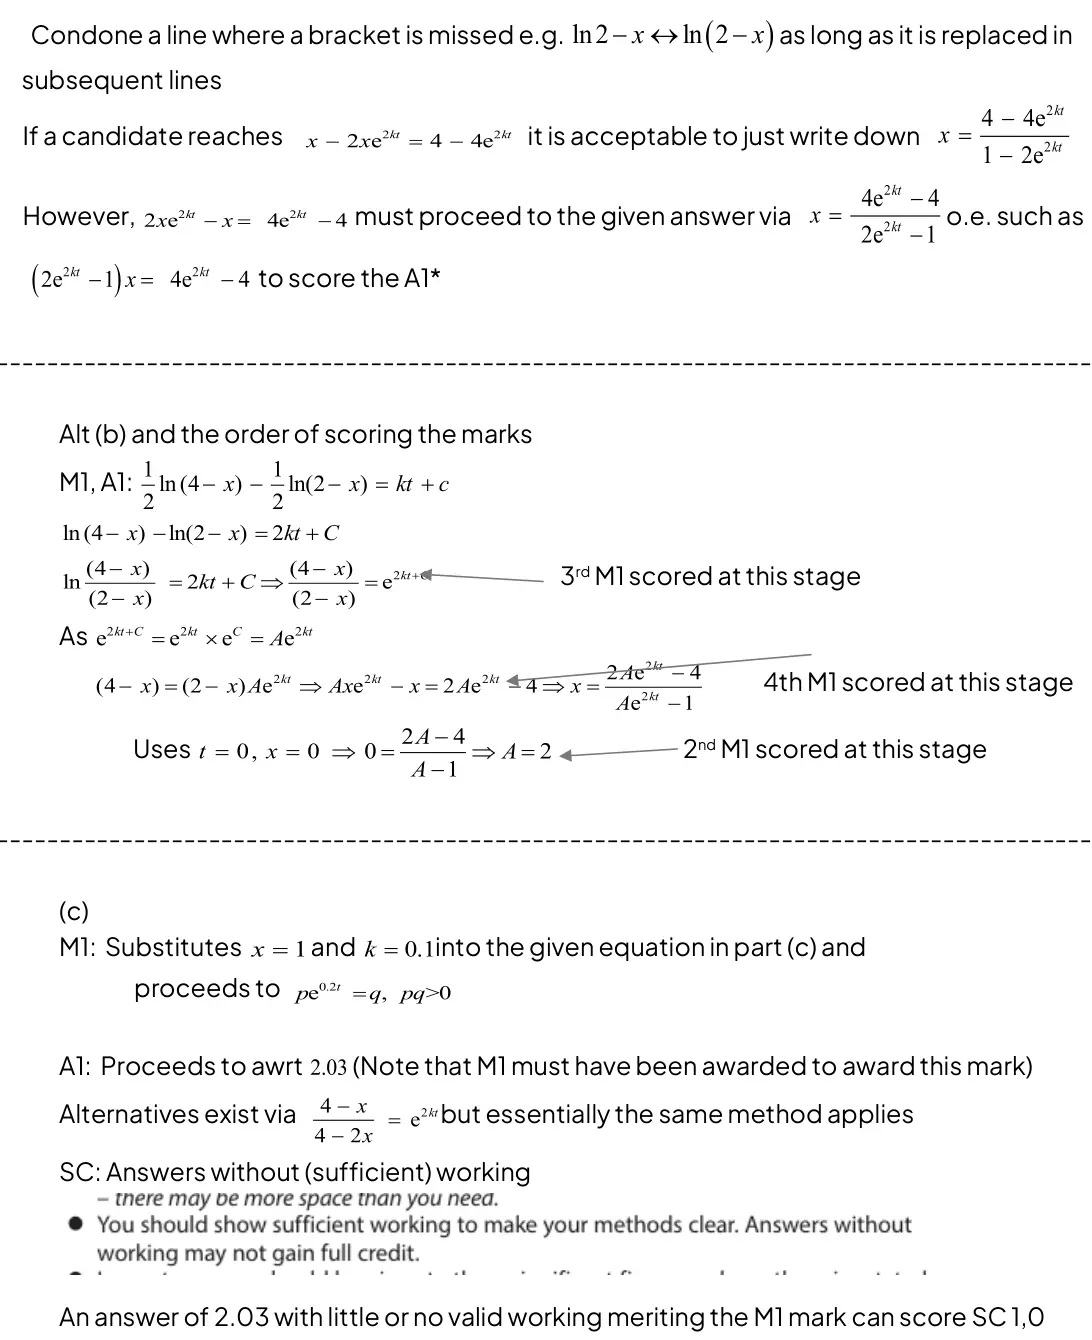 Condone a line where a bracket is missed e.g. ln 2 − x ↔ ln(2 − x) as long as it is replaced in
subsequent lines
If a candidate reaches x − 2xe^{2kt} = 4 − 4e^{2kt} it is acceptable to just write down x = \frac{4 − 4e^{2kt}}{1 − 2e^{2kt}}
However, 2xe^{2kt} − x = 4e^{2kt} − 4 must proceed to the given answer via x = \frac{4e^{2kt} − 4}{2e^{2kt} − 1} o.e. such as
(2e^{2kt} − 1)x = 4e^{2kt} − 4 to score the A1*
Alt (b) and the order of scoring the marks
M1, A1: \frac{1}{2} ln (4 − x) − \frac{1}{2} ln(2 − x) = kt + c
ln (4 − x) − ln(2 − x) = 2kt + C
ln \frac{(4 − x)}{(2 − x)} = 2kt + C ⇒ \frac{(4 − x)}{(2 − x)} = e^{2kt+C} 3rd M1 scored at this stage
As e^{2kt+C} = e^{2kt} × e^{C} = Ae^{2kt}
(4 − x) = (2 − x)Ae^{2kt} ⇒ Axe^{2kt} − x = 2Ae^{2kt} − 4 ⇒ x = \frac{2Ae^{2kt} − 4}{Ae^{2kt} − 1} 4th M1 scored at this stage
Uses t = 0, x = 0 ⇒ 0 = \frac{2A − 4}{A − 1} ⇒ A = 2 2nd M1 scored at this stage
(c)
M1: Substitutes x = 1 and k = 0.1into the given equation in part (c) and
proceeds to pe^{0.2t} = q, pq>0
A1: Proceeds to awrt 2.03 (Note that M1 must have been awarded to award this mark)
Alternatives exist via \frac{4 − x}{4 − 2x} = e^{2kt} but essentially the same method applies
SC: Answers without (sufficient) working
– there may be more space than you need.
● You should show sufficient working to make your methods clear. Answers without
working may not gain full credit.
An answer of 2.03 with little or no valid working meriting the M1 mark can score SC 1,0